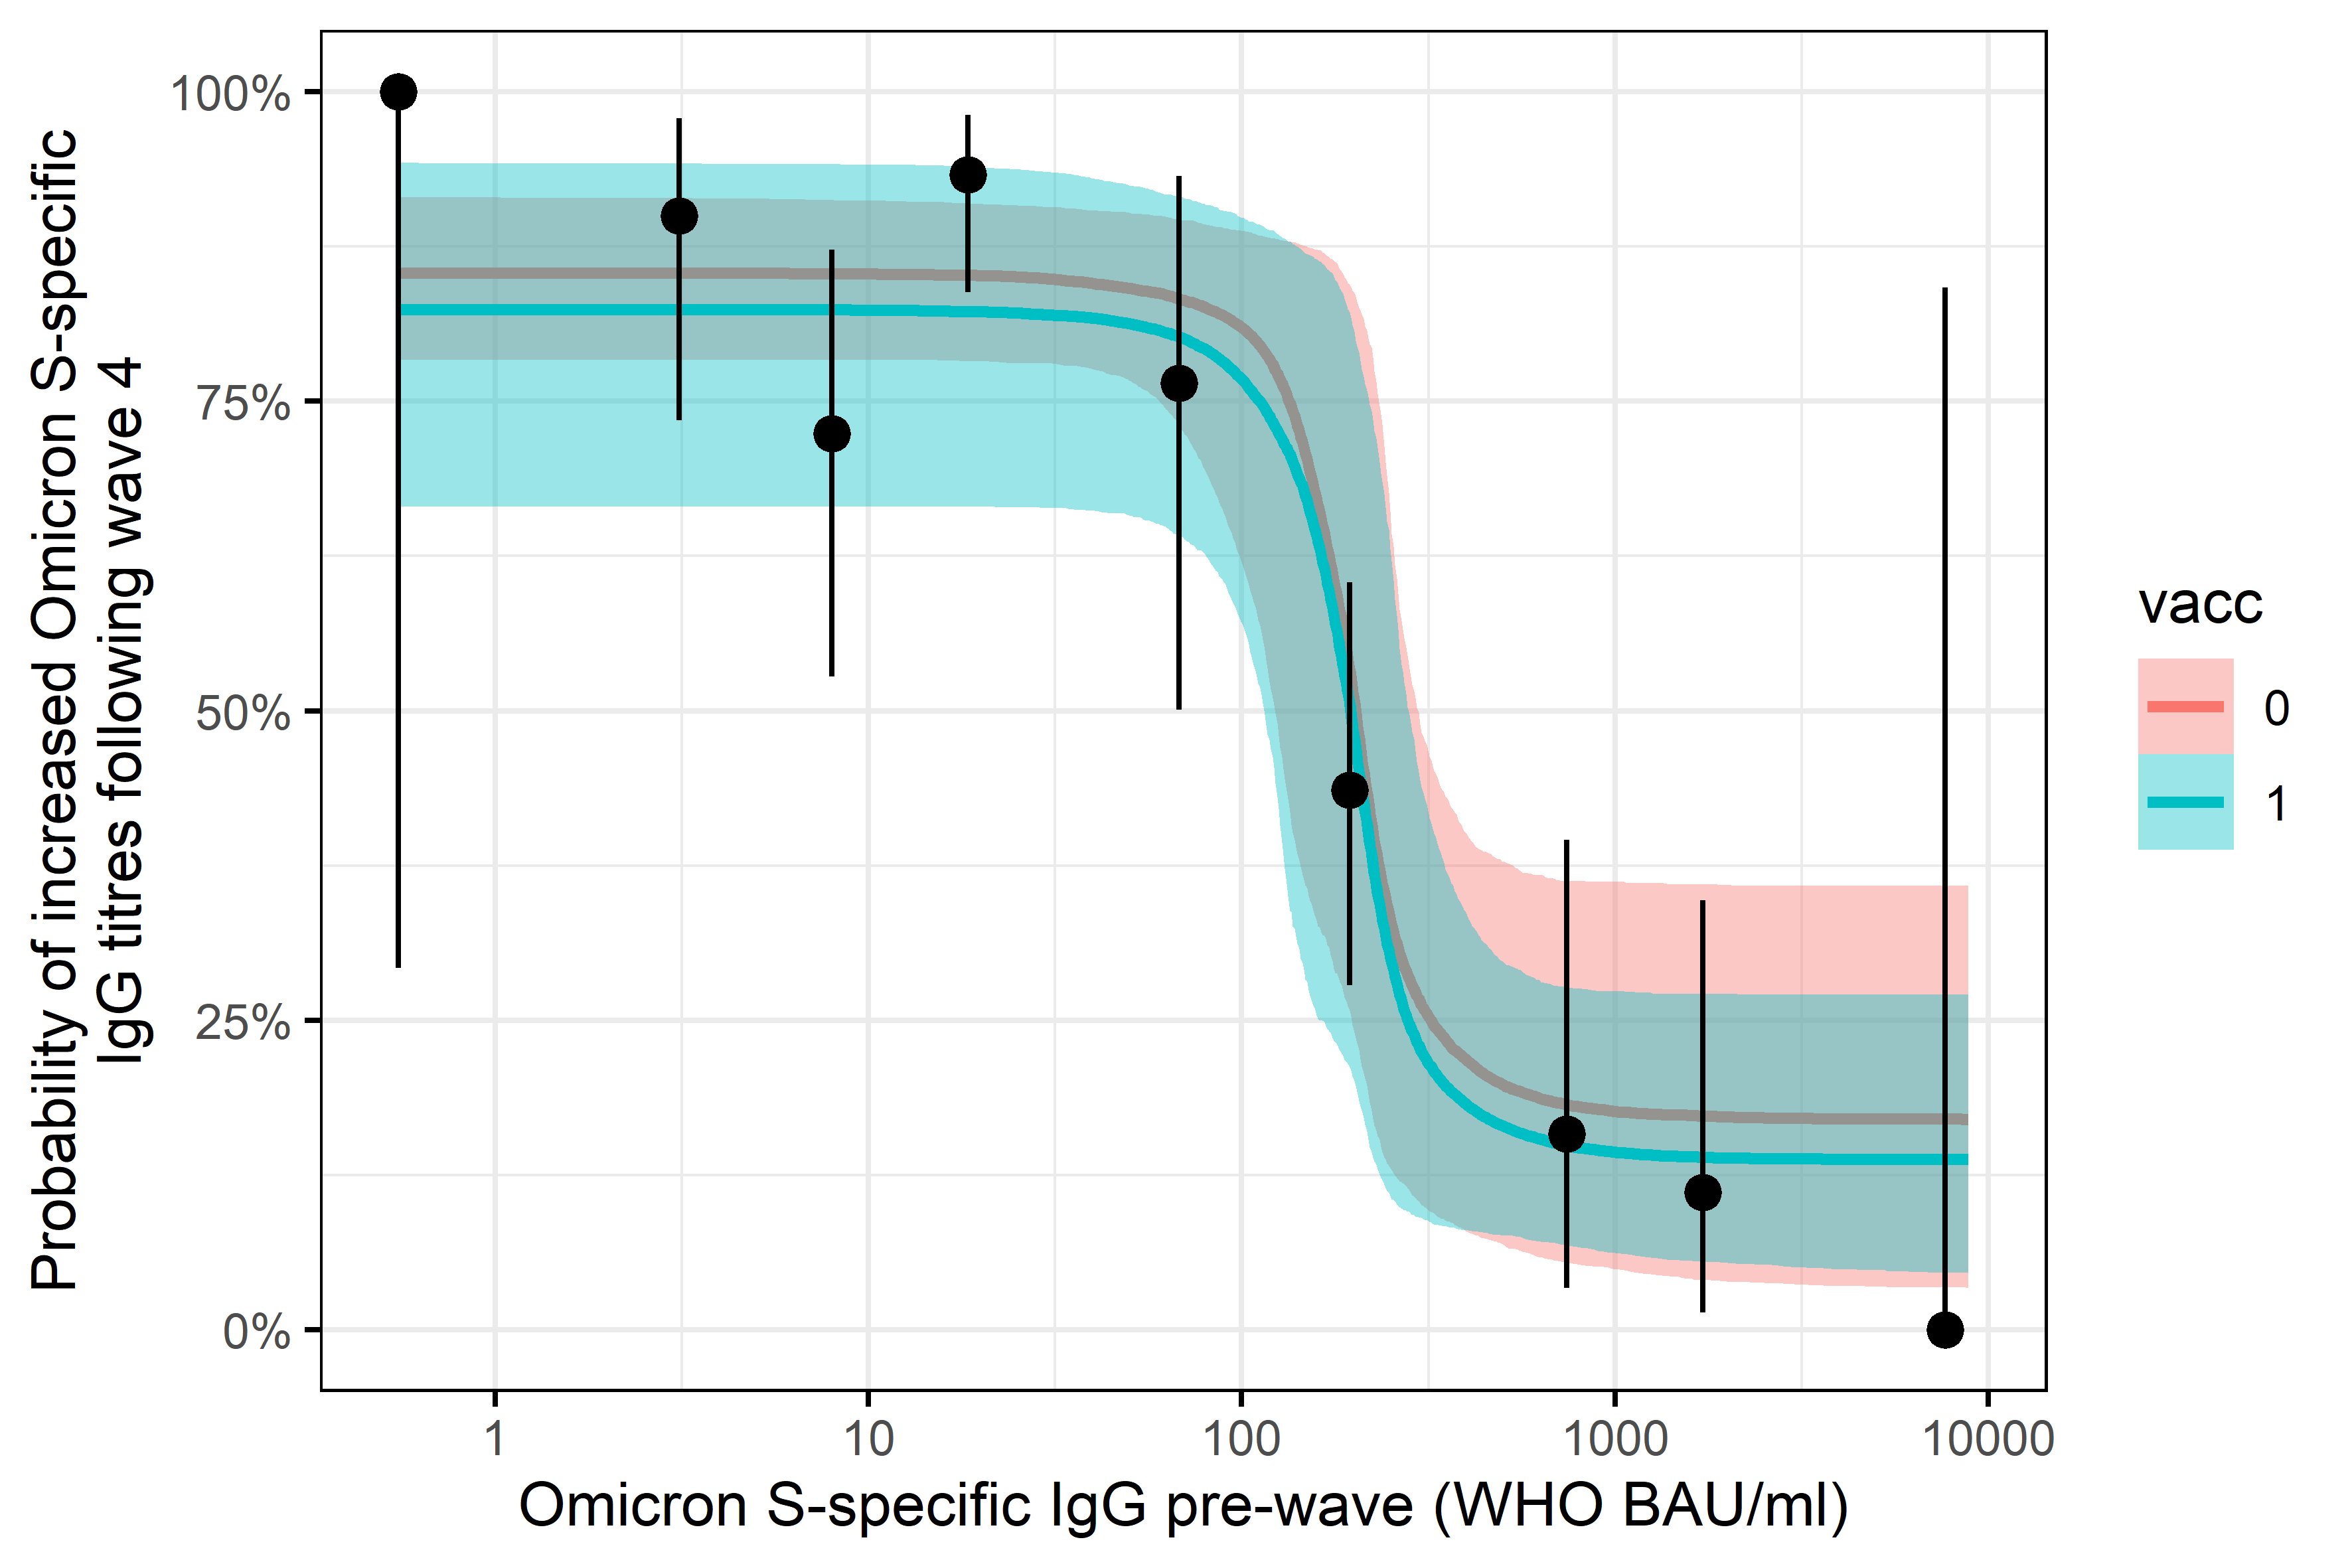 Probability of increased Omicron S-specific
IgG titres following wave 4
100%
75%
50%
25%
0%
1 10 100 1000 10000
Omicron S-specific IgG pre-wave (WHO BAU/ml)
vacc
0
1